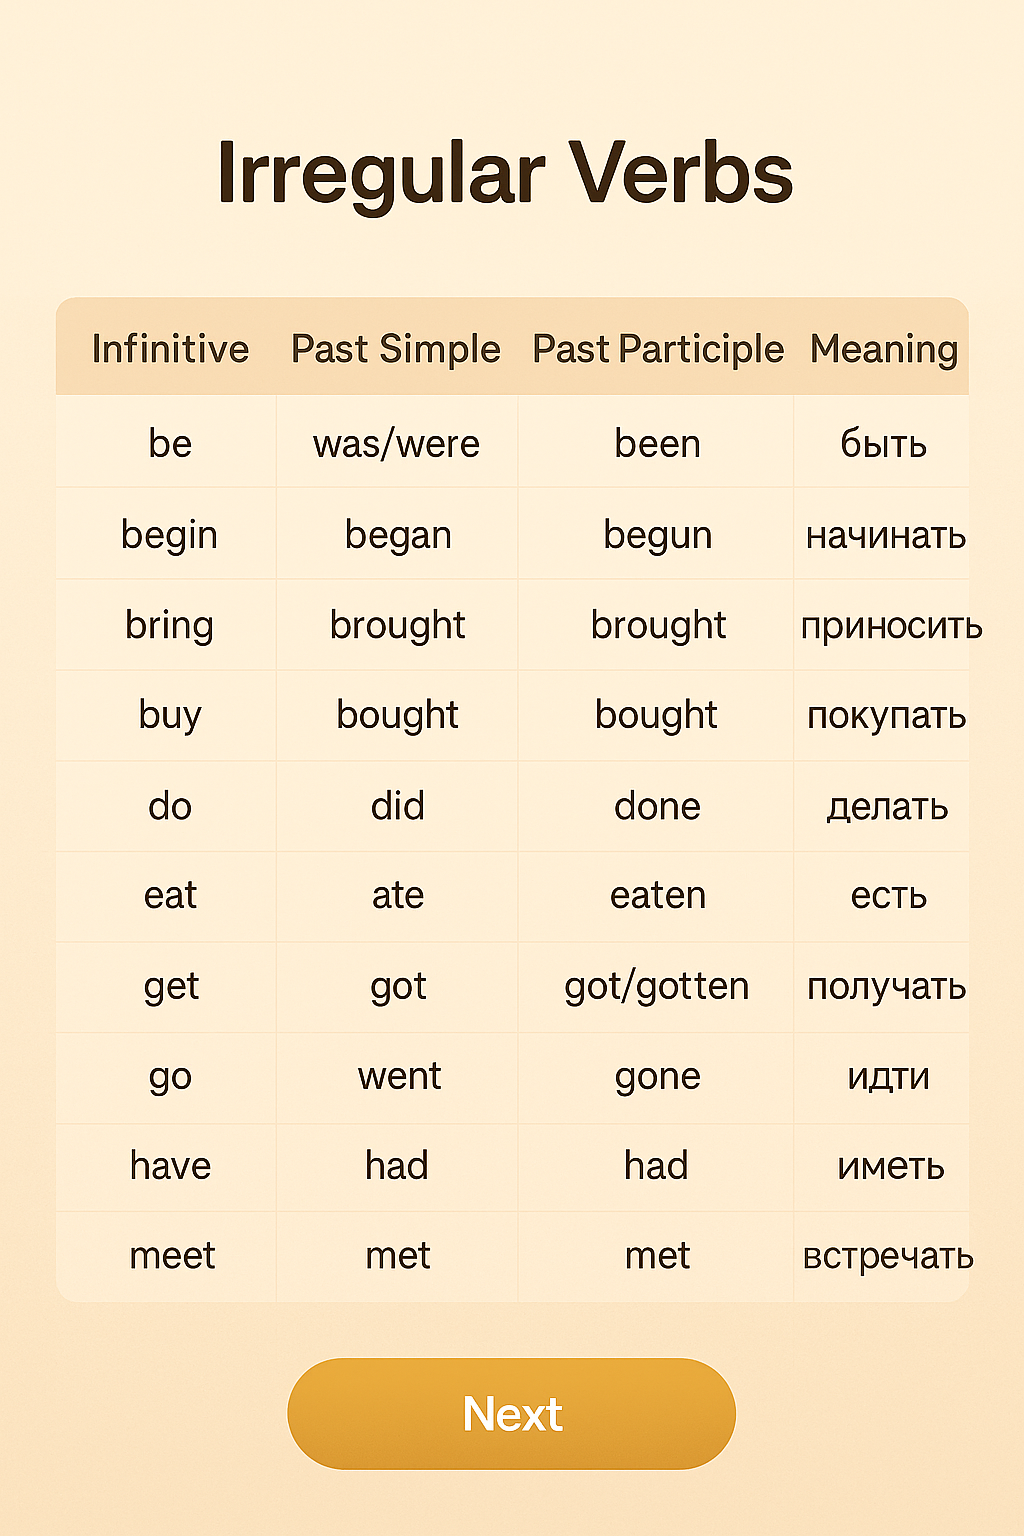 Irregular Verbs
Infinitive Past Simple Past Participle Meaning
be was/were been быть
begin began begun начинать
bring brought brought приносить
buy bought bought покупать
do did done делать
eat ate eaten есть
get got got/gotten получать
go went gone идти
have had had иметь
meet met met встречать
Next